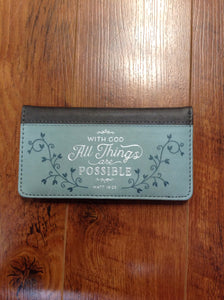 WITH GOD
All Things
are
POSSIBLE
MATT 19:26